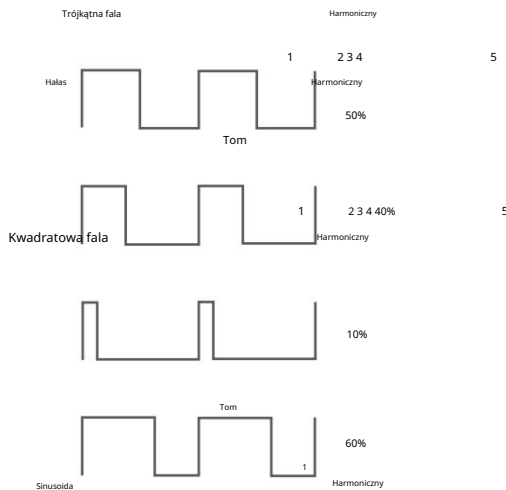 Trójkątna fala
Harmoniczny
1 2 3 4 5
Hałas
Harmoniczny
50%
Tom
1 2 3 4 40% 5
Kwadratową fala
Harmoniczny
10%
Tom
60%
1
Sinusoida
Harmoniczny